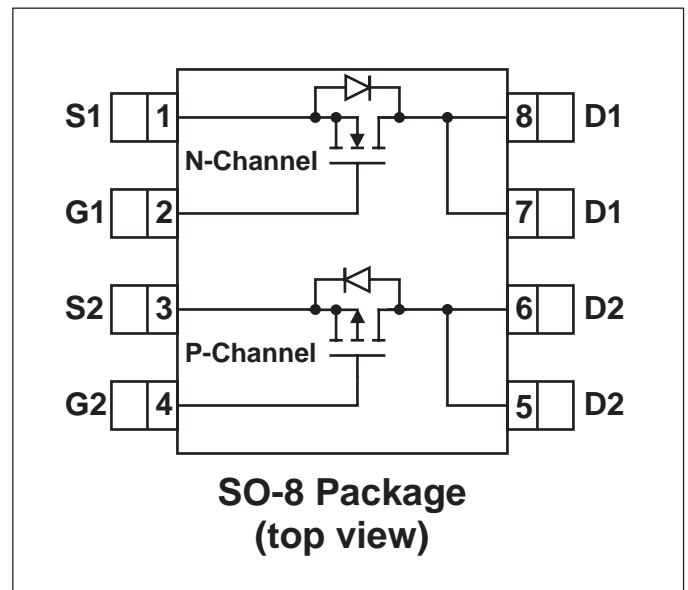 S1 1 8 D1
N-Channel
G1 2 7 D1
S2 3 6 D2
P-Channel
G2 4 5 D2
SO-8 Package
(top view)